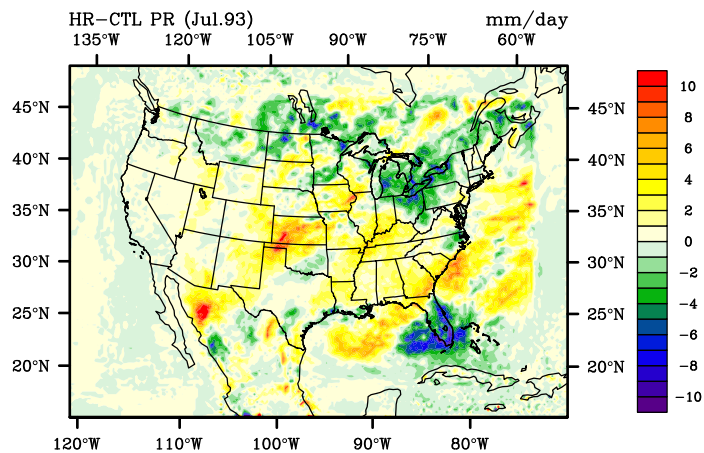 HR−CTL PR (Jul.93) mm/day
135°W 120°W 105°W 90°W 75°W 60°W
45°N 45°N 10
8
40°N 40°N 6
4
35°N 35°N 2
0
30°N 30°N −2
−4
25°N 25°N −6
−8
20°N 20°N −10
120°W 110°W 100°W 90°W 80°W